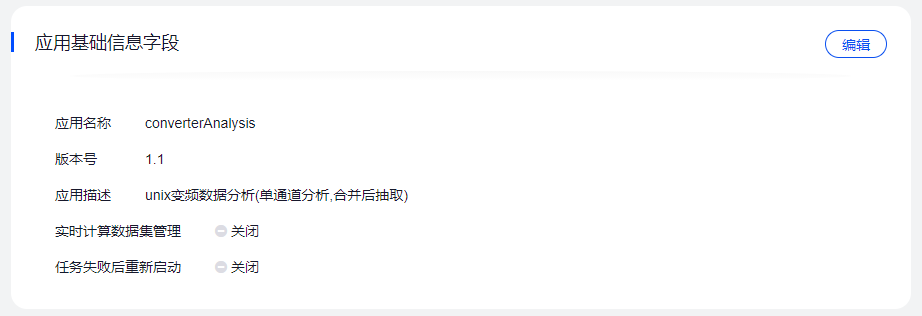 应用基础信息字段 编辑
应用名称 converterAnalysis
版本号 1.1
应用描述 unix变频数据分析(单通道分析,合并后抽取)
实时计算数据集管理 关闭
任务失败后重新启动 关闭